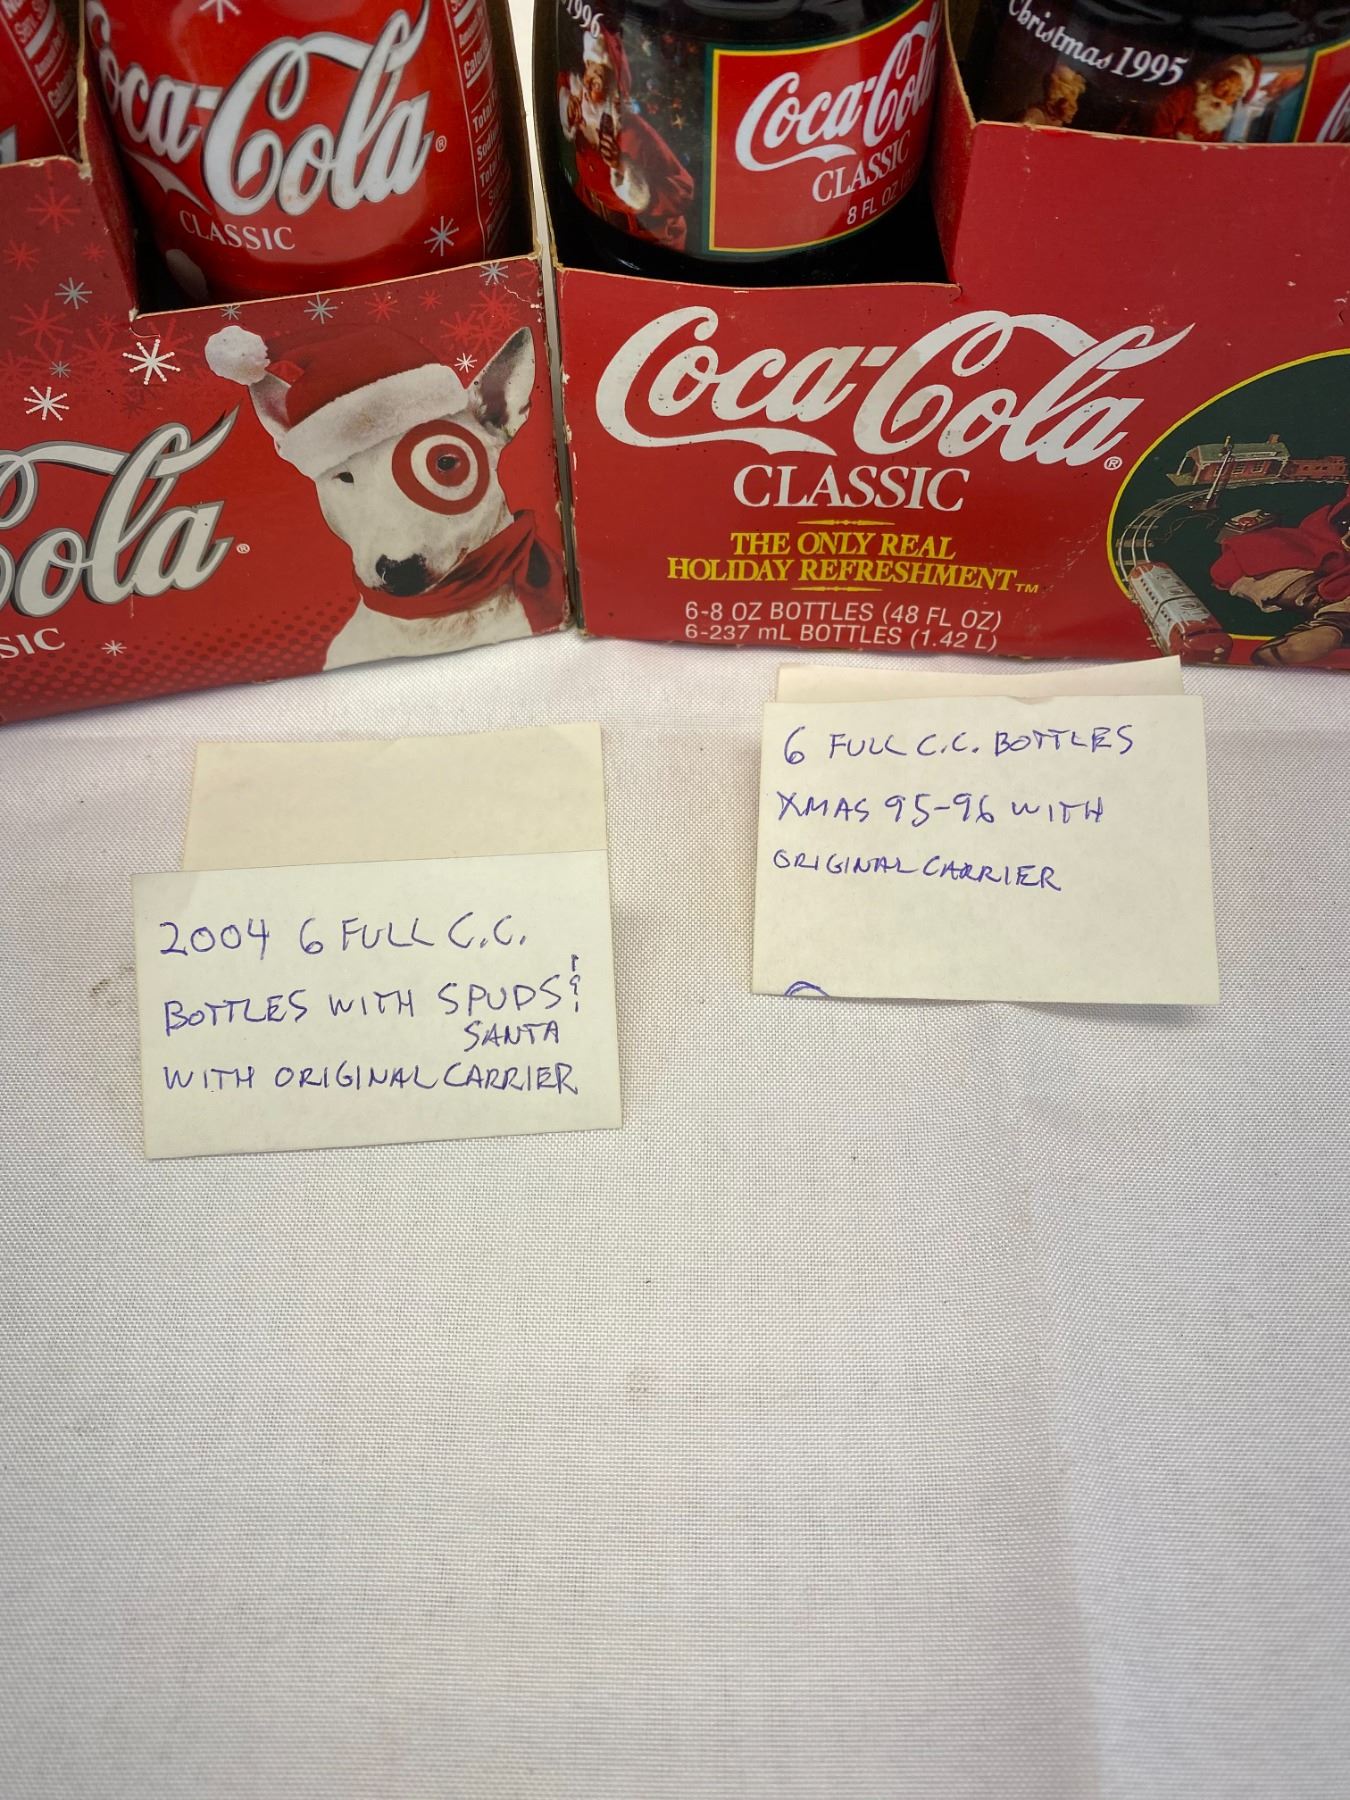 Coca-Cola®
CLASSIC
1996
Coca-Cola
CLASSIC
8 FL OZ
Christmas 1995
Cola®
SIC
Coca-Cola®
CLASSIC
THE ONLY REAL
HOLIDAY REFRESHMENT™
6-8 OZ BOTTLES (48 FL OZ)
6-237 mL BOTTLES (1.42 L)
2004 6 FULL C.C.
BOTTLES WITH SPUDS &
SANTA
WITH ORIGINAL CARRIER
6 FULL C.C. BOTTLES
XMAS 95-96 WITH
ORIGINAL CARRIER